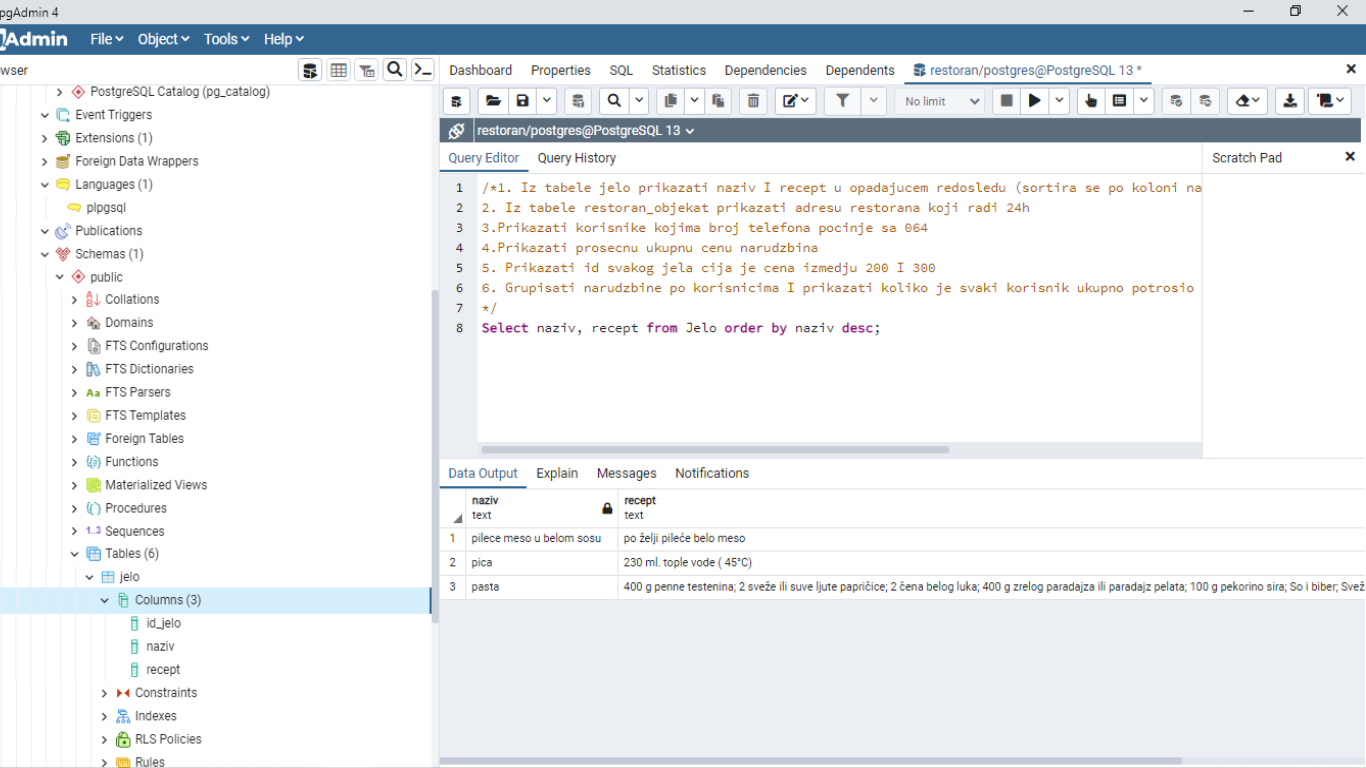 pgAdmin 4
Admin File Object Tools Help
wser
Dashboard Properties SQL Statistics Dependencies Dependents restoran/postgres@PostgreSQL 13 *
No limit
restoran/postgres@PostgreSQL 13
Query Editor Query History
Scratch Pad
PostgreSQL Catalog (pg_catalog)
Event Triggers
Extensions (1)
Foreign Data Wrappers
Languages (1)
plpgsql
Publications
Schemas (1)
public
Collations
Domains
FTS Configurations
FTS Dictionaries
Aa FTS Parsers
FTS Templates
Foreign Tables
Functions
Materialized Views
Procedures
1..3 Sequences
Tables (6)
jelo
Columns (3)
id_jelo
naziv
recept
Constraints
Indexes
RLS Policies
Rules
1 /*1. Iz tabele jelo prikazati naziv I recept u opadajucem redosledu (sortira se po koloni na
2 2. Iz tabele restoran_objekat prikazati adresu restorana koji radi 24h
3 3.Prikazati korisnike kojima broj telefona pocinje sa 064
4 4.Prikazati prosecnu ukupnu cenu narudzbina
5 5. Prikazati id svakog jela cija je cena izmedju 200 I 300
6 6. Grupisati narudzbine po korisnicima I prikazati koliko je svaki korisnik ukupno potrosio
7 */
8 Select naziv, recept from Jelo order by naziv desc;
Data Output Explain Messages Notifications
naziv text
recept text
1 pilece meso u belom sosu po želji pileće belo meso
2 pica 230 ml. tople vode ( 45°C)
3 pasta 400 g penne testenina; 2 sveže ili suve ljute papričice; 2 čena belog luka; 400 g zrelog paradajza ili paradajz pelata; 100 g pekorino sira; So i biber; Svež